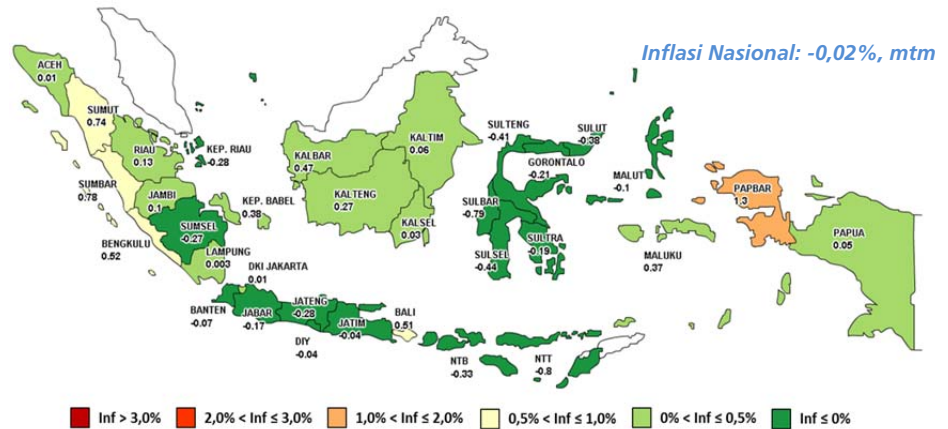 Inflasi Nasional: -0,02%, mtm
ACEH
0.01
SUMUT
0.74
RIAU
0.13
KEP. RIAU
-0.28
SUMBAR
0.78
JAMBI
0.1
KEP. BABEL
0.38
SUMSEL
-0.27
BENGKULU
0.52
LAMPUNG
0.003
DKI JAKARTA
0.01
BANTEN
-0.07
JABAR
-0.17
JATENG
-0.28
DIY
-0.04
JATIM
-0.04
BALI
0.51
NTB
-0.33
NTT
-0.8
KALBAR
0.47
KALTIM
0.06
KALTENG
0.27
KALSEL
0.03
SULTENG
-0.41
SULUT
-0.38
GORONTALO
-0.21
SULBAR
-0.79
SULTRA
-0.19
SULSEL
-0.44
MALUT
-0.1
MALUKU
0.37
PAPBAR
1.3
PAPUA
0.05
Inf > 3,0%
2,0% < Inf ≤ 3,0%
1,0% < Inf ≤ 2,0%
0,5% < Inf ≤ 1,0%
0% < Inf ≤ 0,5%
Inf ≤ 0%